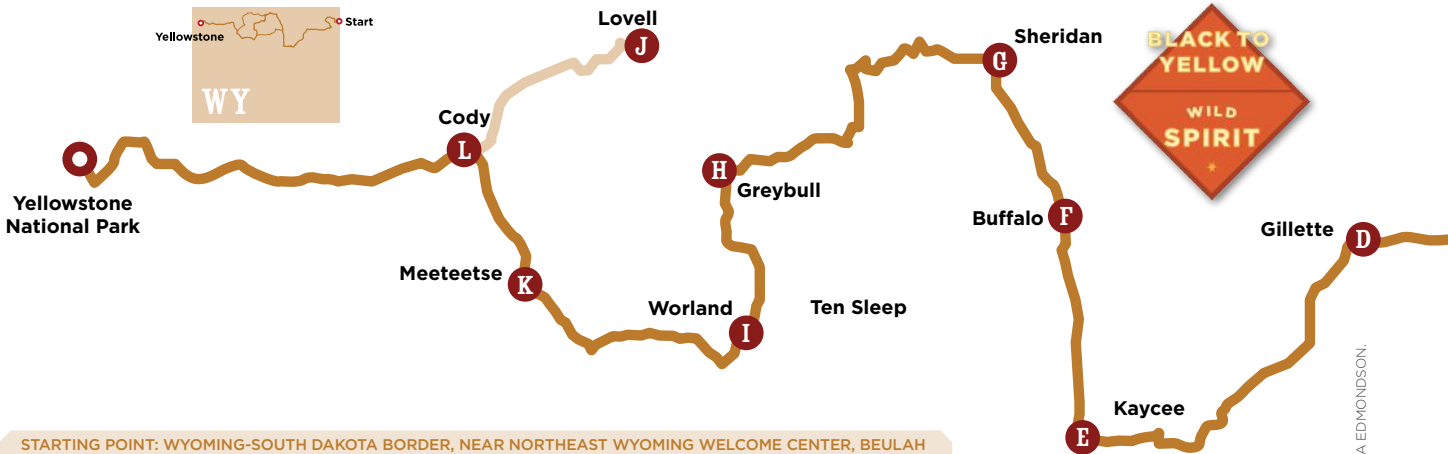 Start
Yellowstone
WY
Lovell
J
Sheridan
G
BLACK TO
YELLOW
WILD
SPIRIT
Cody
L
H
Greybull
Yellowstone
National Park
Buffalo
F
Gillette
D
Meeteetse
K
Worland
I
Ten Sleep
Kaycee
E
A EDMONDSON.
STARTING POINT: WYOMING-SOUTH DAKOTA BORDER, NEAR NORTHEAST WYOMING WELCOME CENTER, BEULAH